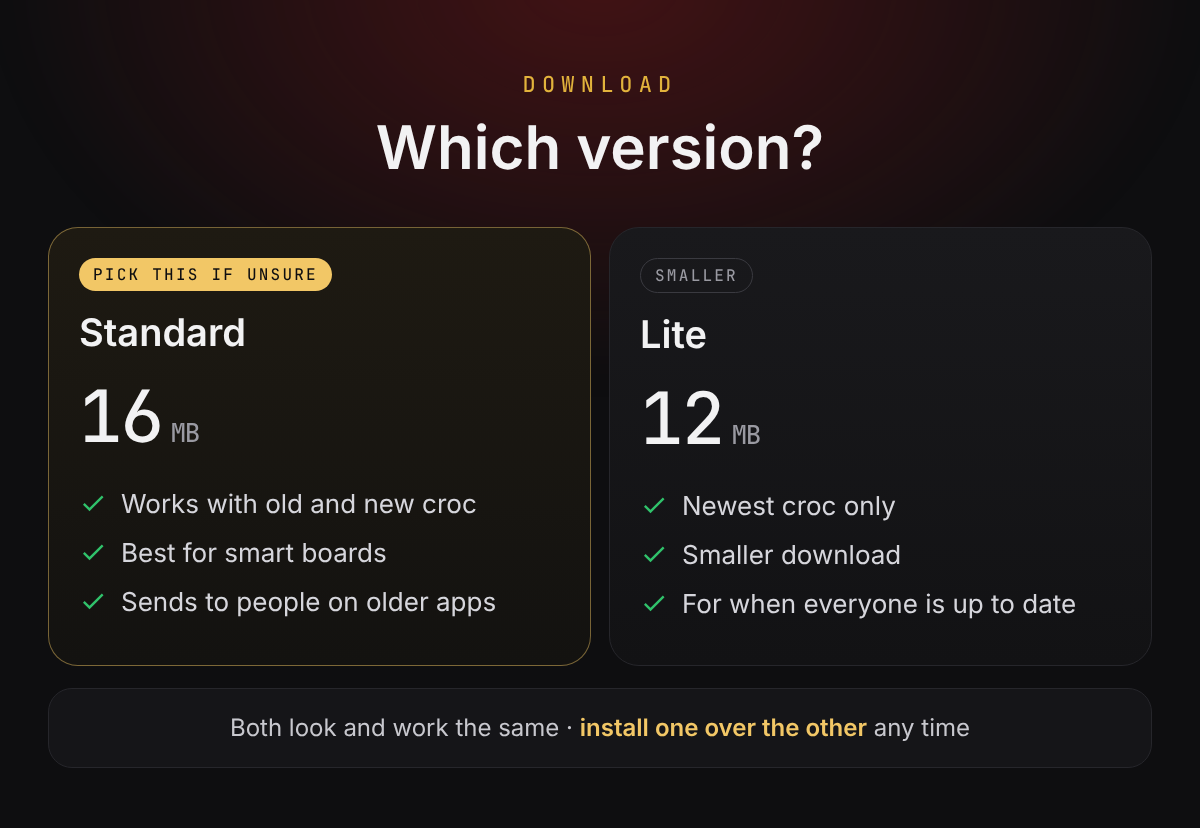 DOWNLOAD
Which version?
PICK THIS IF UNSURE
Standard
16 MB
Works with old and new croc
Best for smart boards
Sends to people on older apps
SMALLER
Lite
12 MB
Newest croc only
Smaller download
For when everyone is up to date
Both look and work the same · install one over the other any time